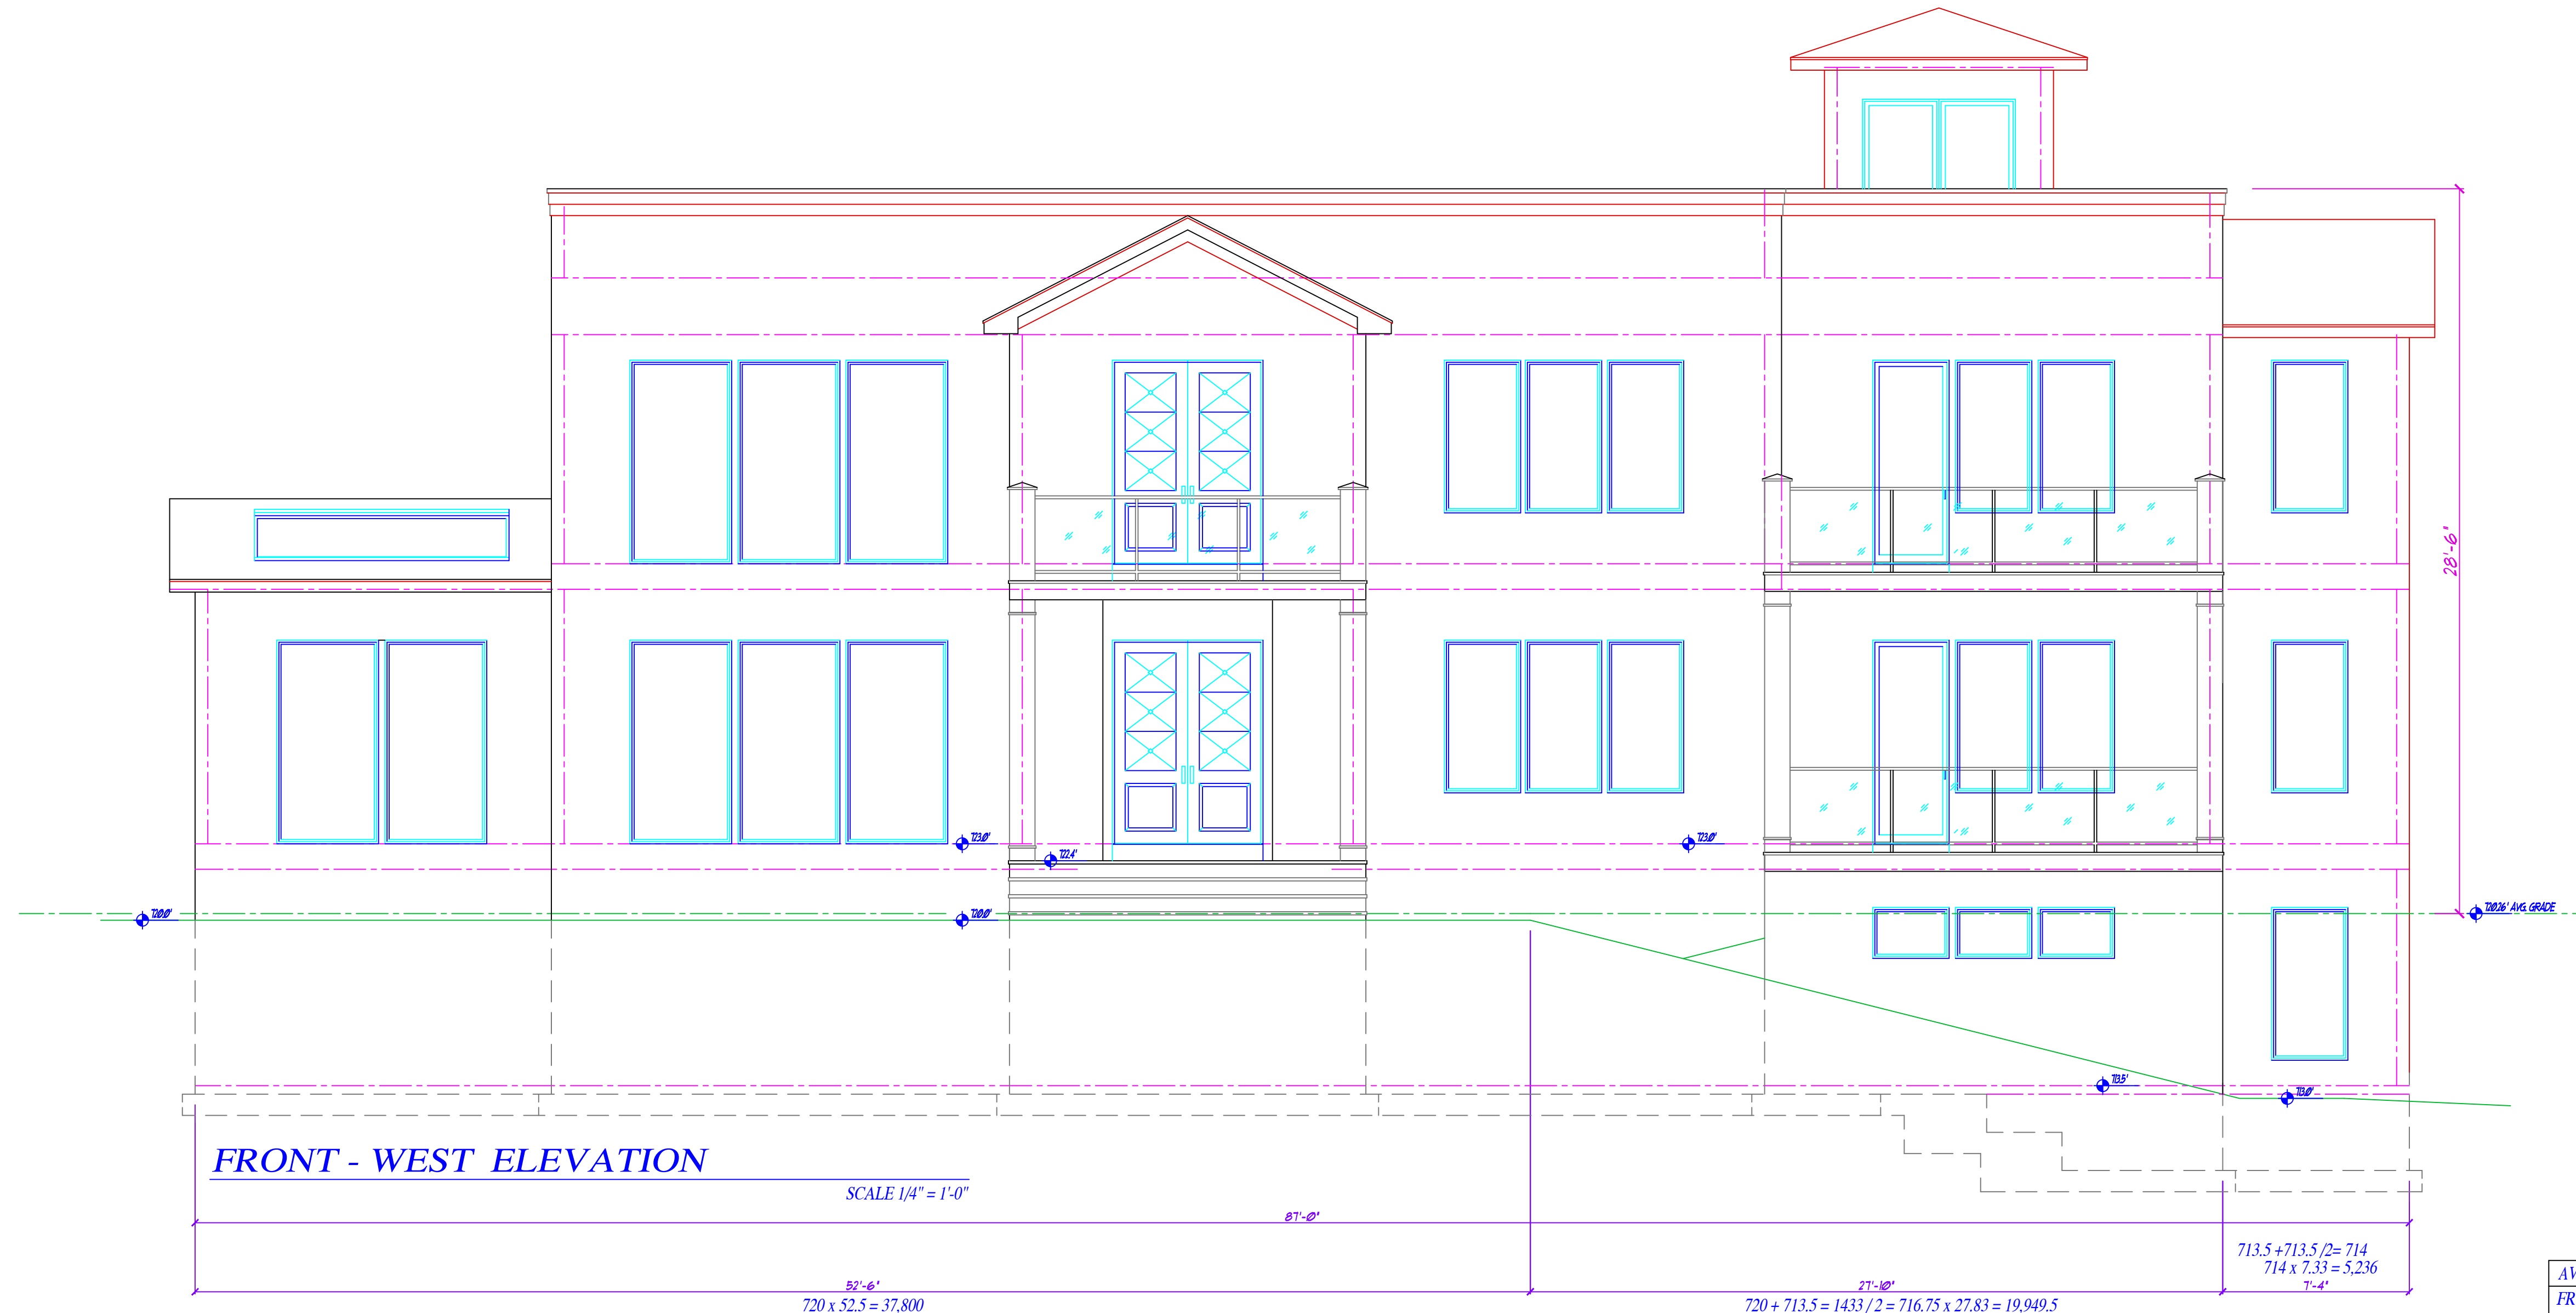 28'-6"
723.0'
723.0'
722.4'
720.0'
720.0'
720.26' AVG. GRADE
713.5'
713.0'
FRONT - WEST ELEVATION
SCALE 1/4" = 1'-0"
87'-0"
713.5 +713.5 /2= 714
714 x 7.33 = 5,236
52'-6"
27'-10"
7'-4"
720 x 52.5 = 37,800
720 + 713.5 = 1433 / 2 = 716.75 x 27.83 = 19,949.5